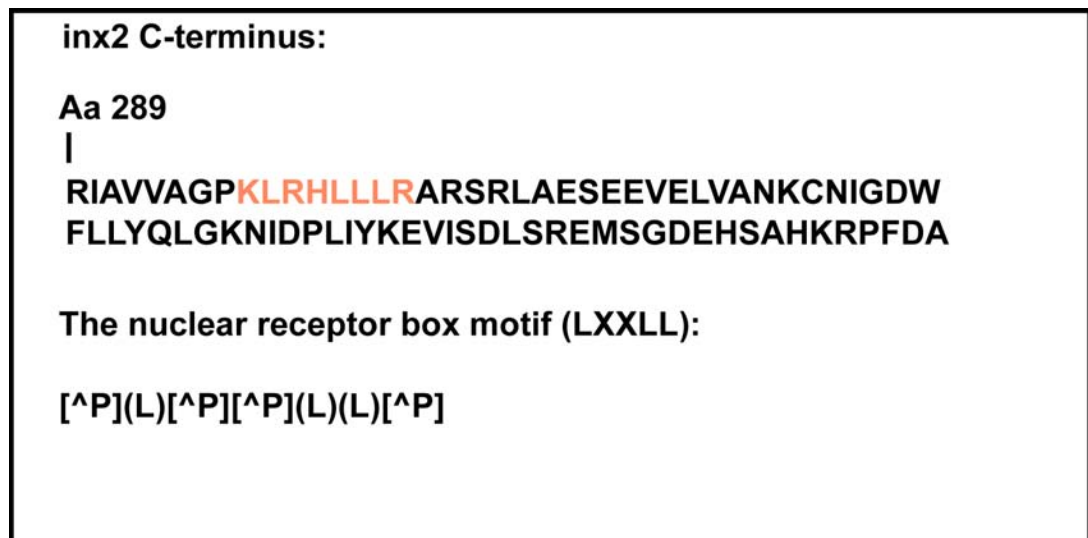 inx2 C-terminus:
Aa 289
|
RIAVVAGPKLRHLLLRARSRLAESEEVELVANKCNIGDW
FLLYQLGKNIDPLIYKEVISDLSREMSGDEHSAHKRPFDA
The nuclear receptor box motif (LXXLL):
[^P](L)[^P][^P](L)(L)[^P]